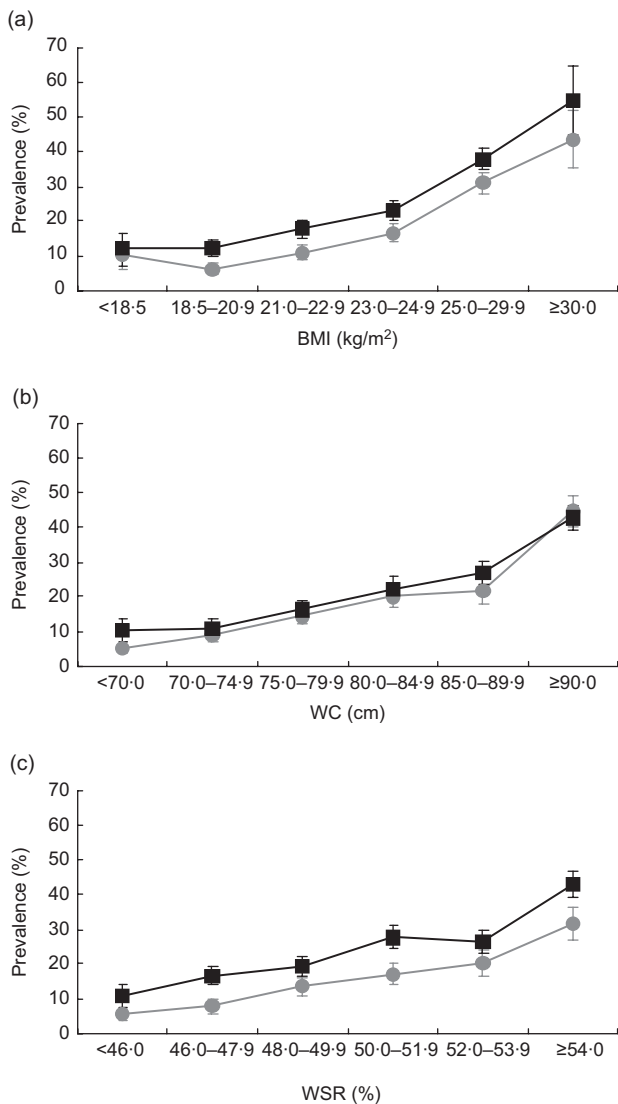 (a)
70
60
50
40
30
20
10
0
Prevalence (%)
<18·5 18·5–20·9 21·0–22·9 23·0–24·9 25·0–29·9 ≥30·0
BMI (kg/m²)
(b)
70
60
50
40
30
20
10
0
Prevalence (%)
<70·0 70·0–74·9 75·0–79·9 80·0–84·9 85·0–89·9 ≥90·0
WC (cm)
(c)
70
60
50
40
30
20
10
0
Prevalence (%)
<46·0 46·0–47·9 48·0–49·9 50·0–51·9 52·0–53·9 ≥54·0
WSR (%)